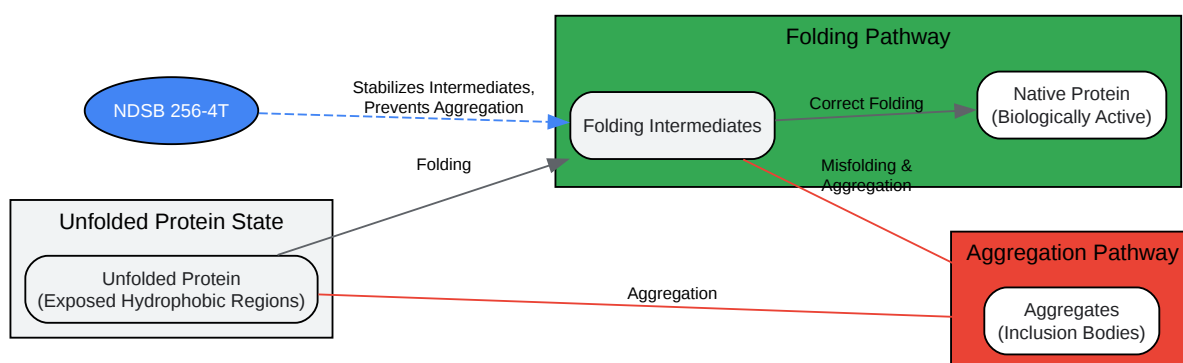 Folding Pathway
NDSB 256-4T
Stabilizes Intermediates,
Prevents Aggregation
Folding Intermediates
Correct Folding
Native Protein
(Biologically Active)
Folding
Misfolding &
Aggregation
Unfolded Protein State
Unfolded Protein
(Exposed Hydrophobic Regions)
Aggregation
Aggregation Pathway
Aggregates
(Inclusion Bodies)